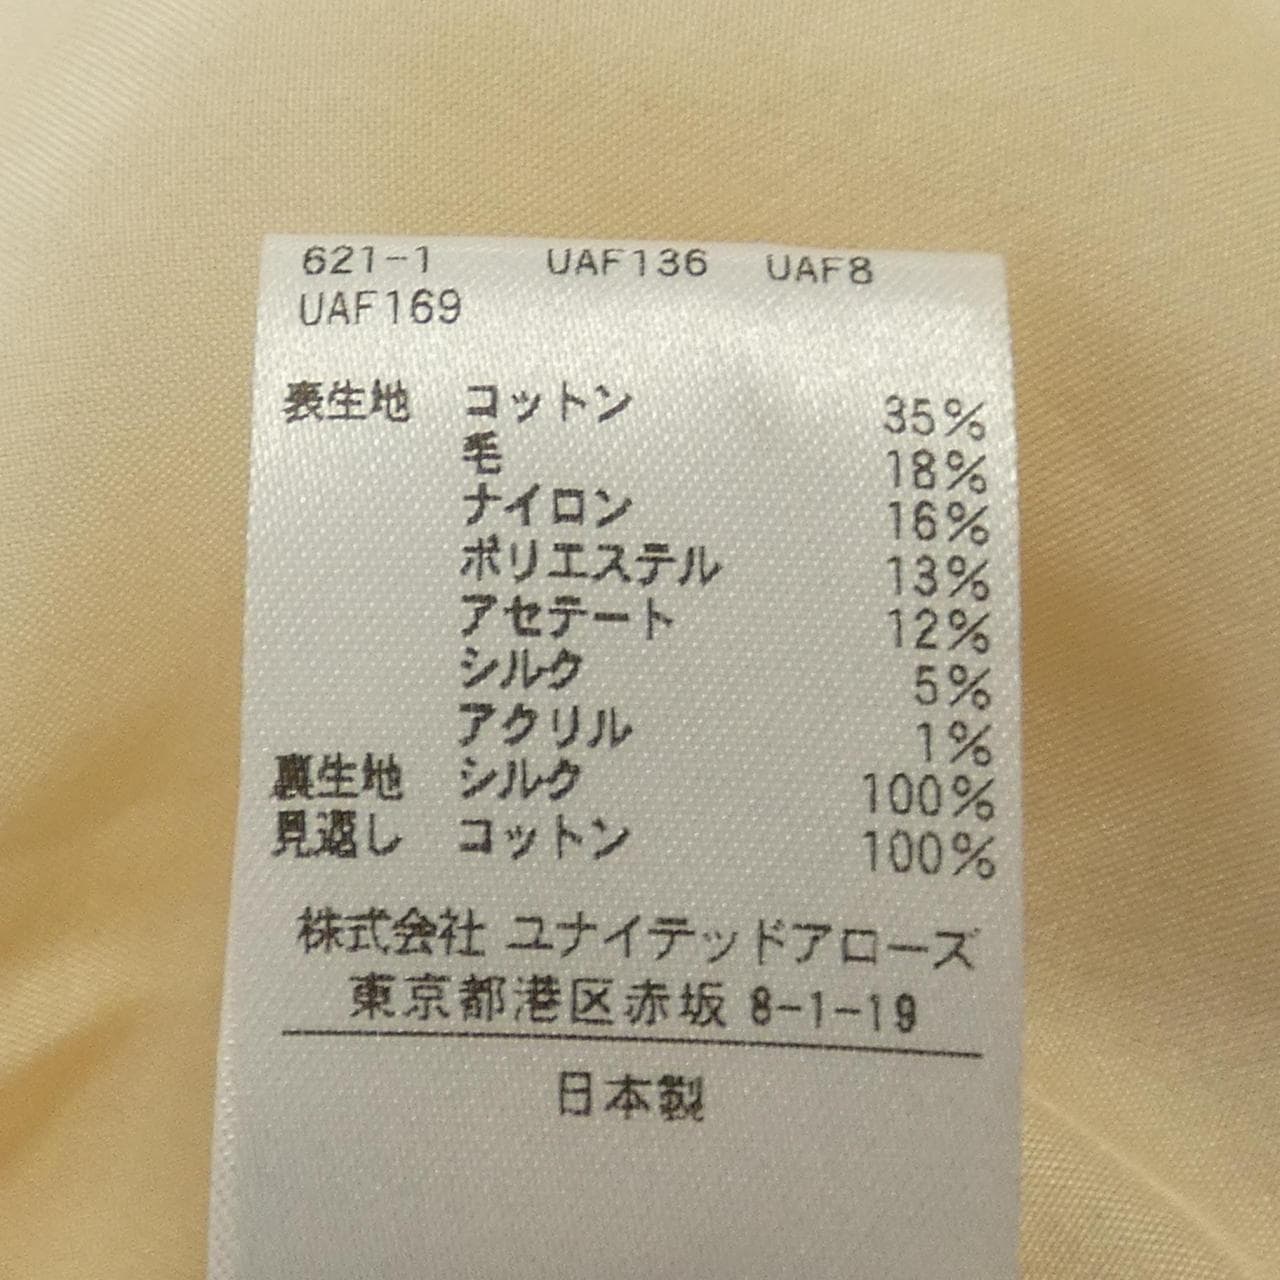 621-1 UAF136 UAF8
UAF169
表生地 コットン 35%
毛 18%
ナイロン 16%
ポリエステル 13%
アセテート 12%
シルク 5%
アクリル 1%
裏生地 シルク 100%
見返し コットン 100%
株式会社 ユナイテッドアローズ
東京都港区赤坂 8-1-19
日本製